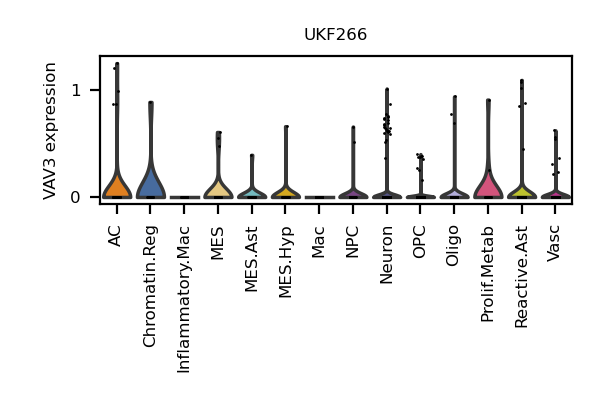 UKF266
VAV3 expression
1
0
AC
Chromatin.Reg
Inflammatory.Mac
MES
MES.Ast
MES.Hyp
Mac
NPC
Neuron
OPC
Oligo
Prolif.Metab
Reactive.Ast
Vasc